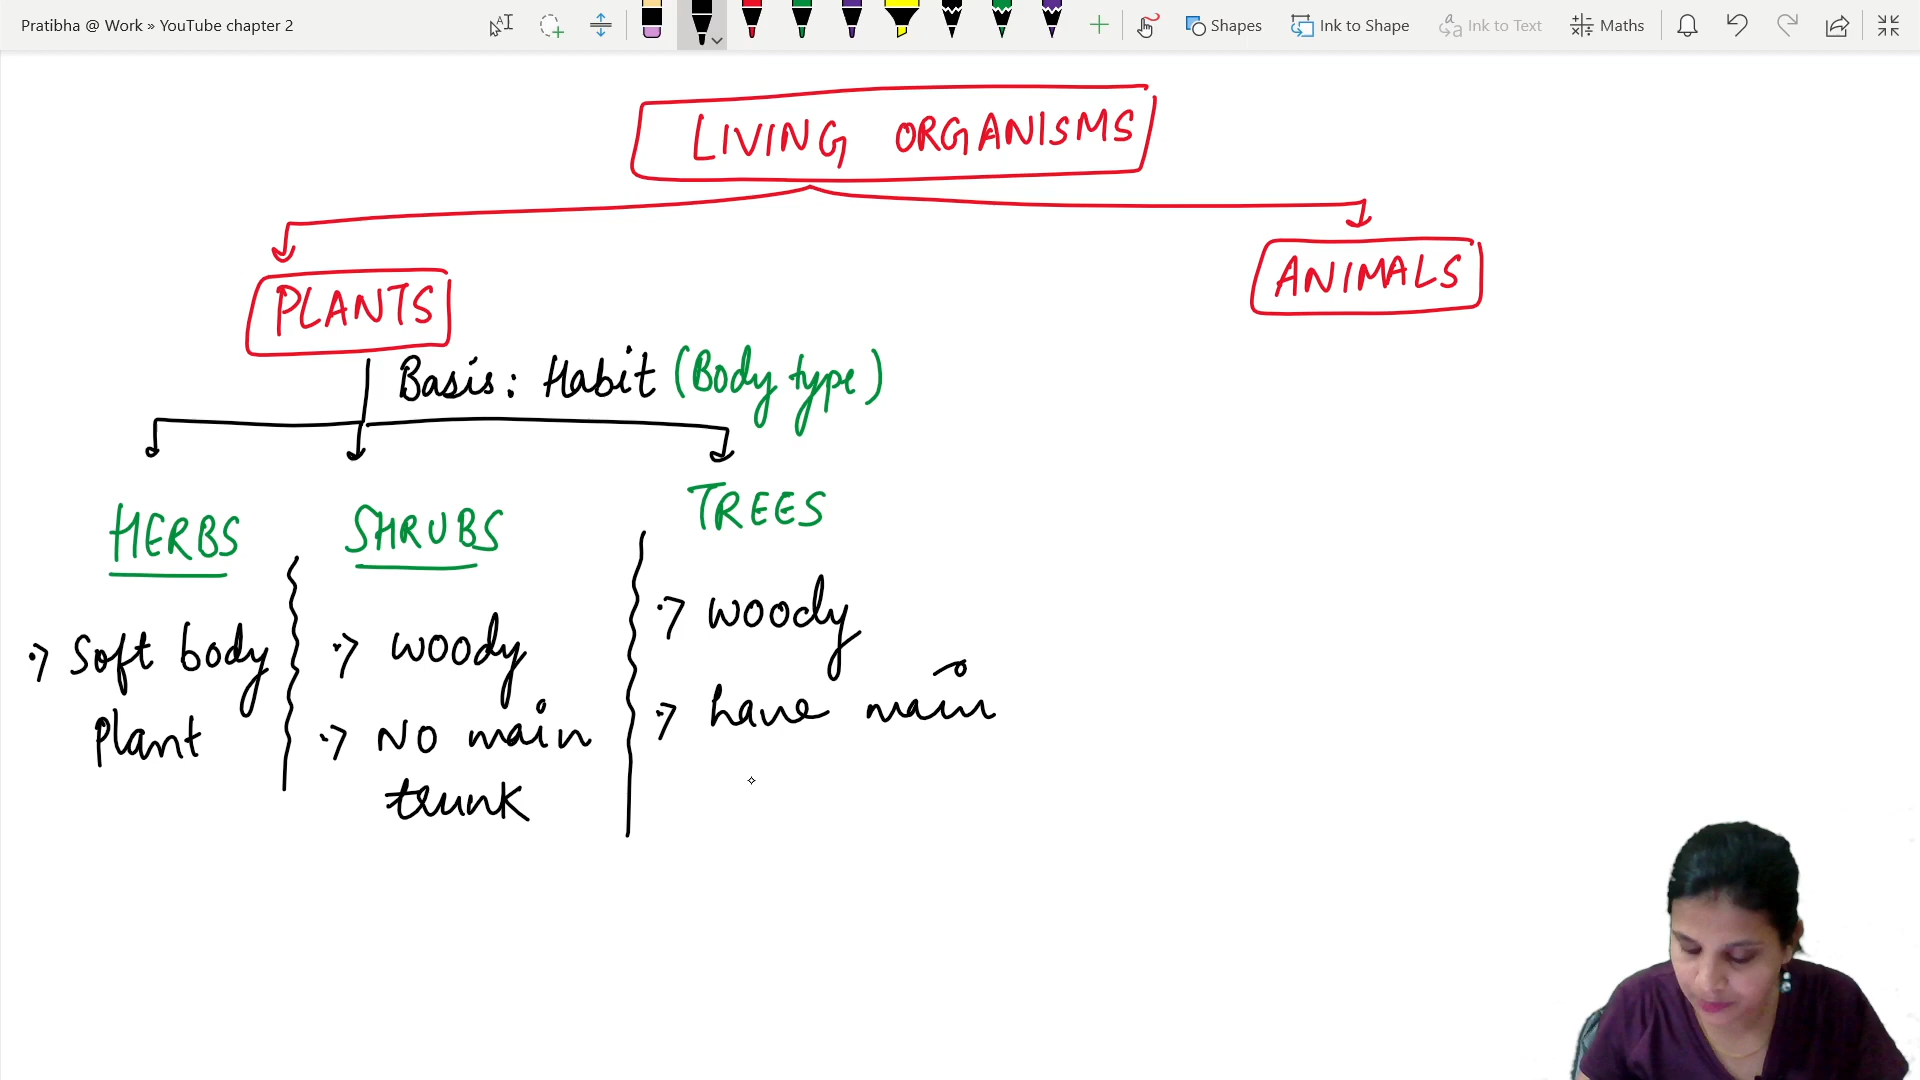 Pratibha @ Work » YouTube chapter 2
Shapes
Ink to Shape
Ink to Text
Maths
LIVING ORGANISMS
PLANTS
ANIMALS
Basis: Habit (Body type)
HERBS
SHRUBS
TREES
Soft body
Plant
woody
NO main
trunk
woody
have main